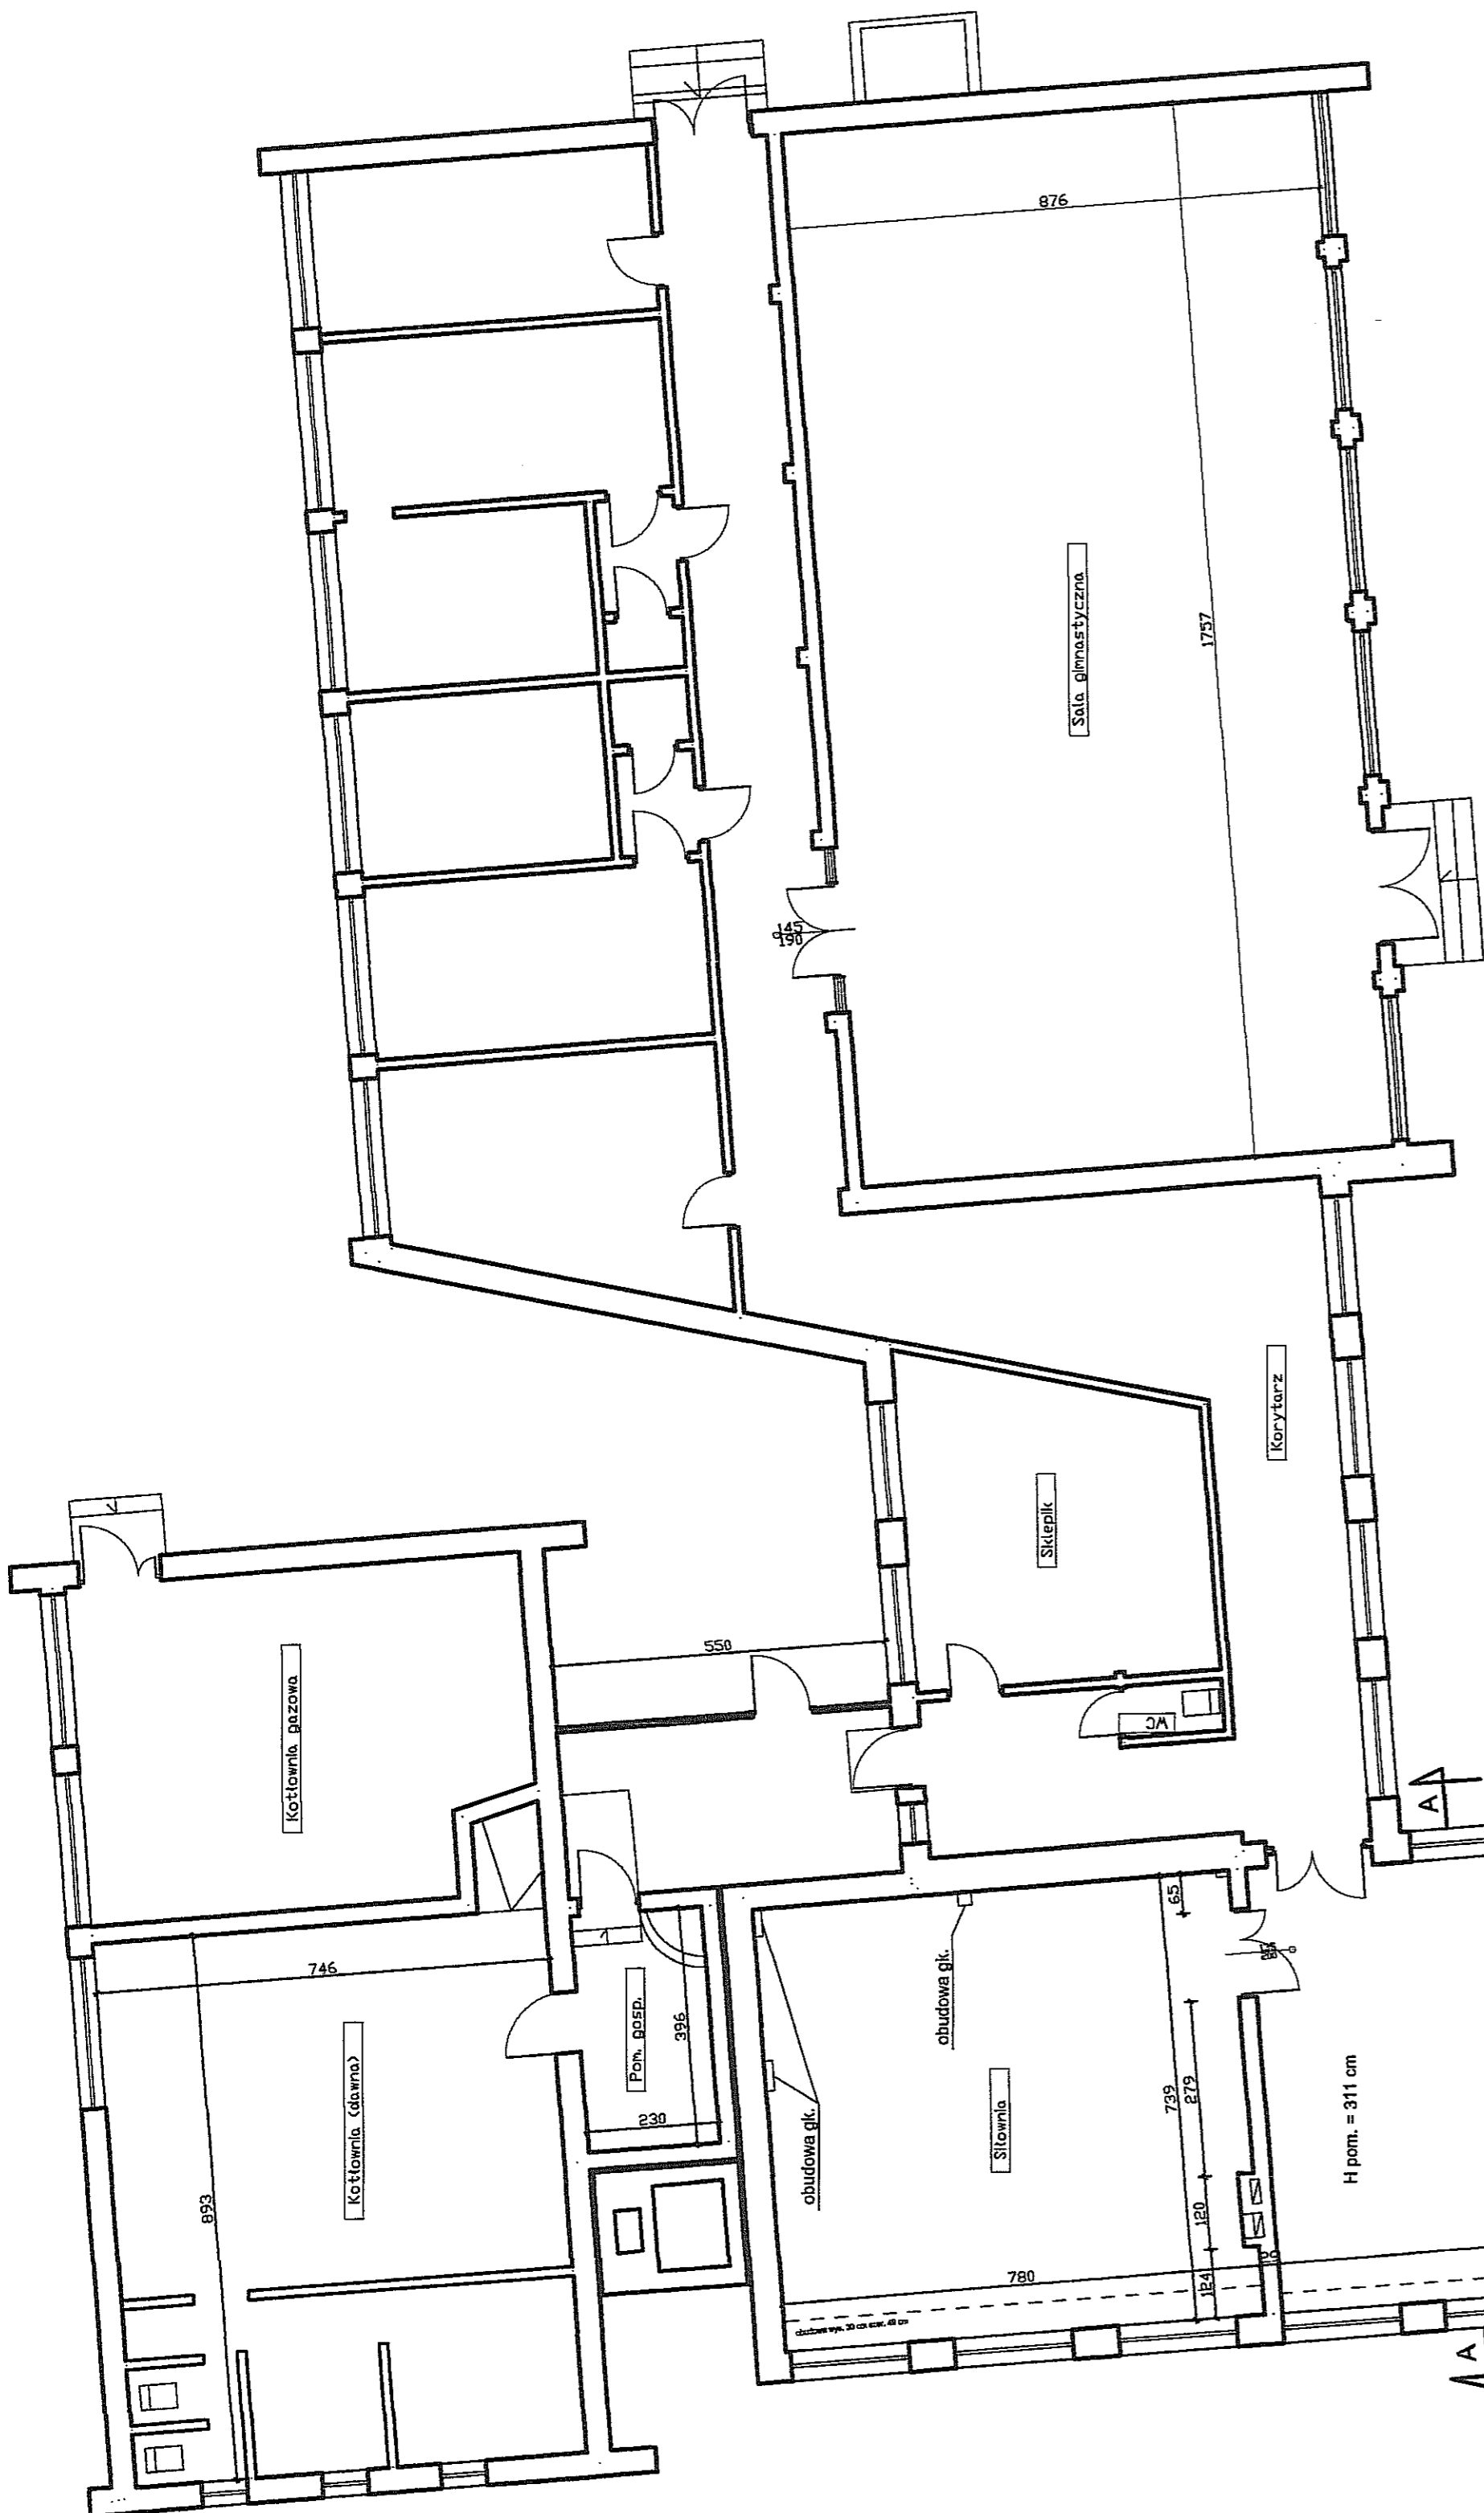 876
Sala gimnastyczna
1757
145
190
Korytarz
Sklepik
550
WC
Kotłownia gazowa
A
65
746
obudowa gk.
Pom. gosp.
396
Kotłownia (dawna)
230
893
obudowa gk.
Siłownia
739
279
H pom. = 311 cm
120
780
124
A